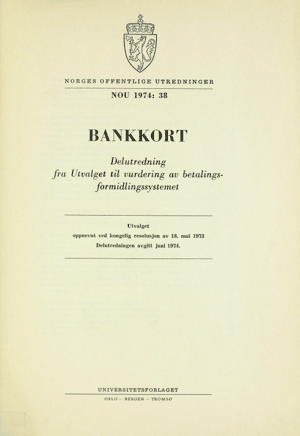 NORGES OFFENTLIGE UTREDNINGER
NOU 1974: 38
BANKKORT
Delutredning
fra Utvalget til vurdering av betalings-
formidlingssystemet
Utvalget
oppnevnt ved kongelig resolusjon av 18. mai 1973
Delutredningen avgitt juni 1974.
UNIVERSITETSFORLAGET
OSLO – BERGEN – TROMSØ